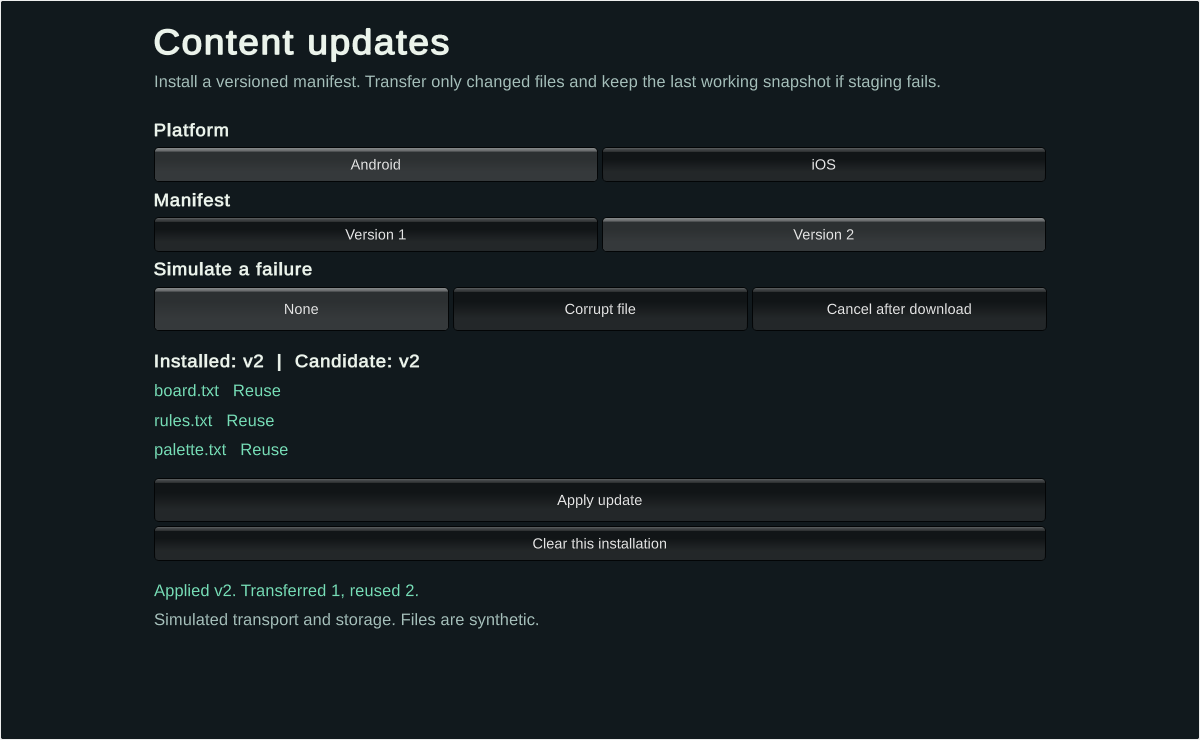 Content updates
Install a versioned manifest. Transfer only changed files and keep the last working snapshot if staging fails.
Platform
Android iOS
Manifest
Version 1 Version 2
Simulate a failure
None Corrupt file Cancel after download
Installed: v2 | Candidate: v2
board.txt Reuse
rules.txt Reuse
palette.txt Reuse
Apply update
Clear this installation
Applied v2. Transferred 1, reused 2.
Simulated transport and storage. Files are synthetic.